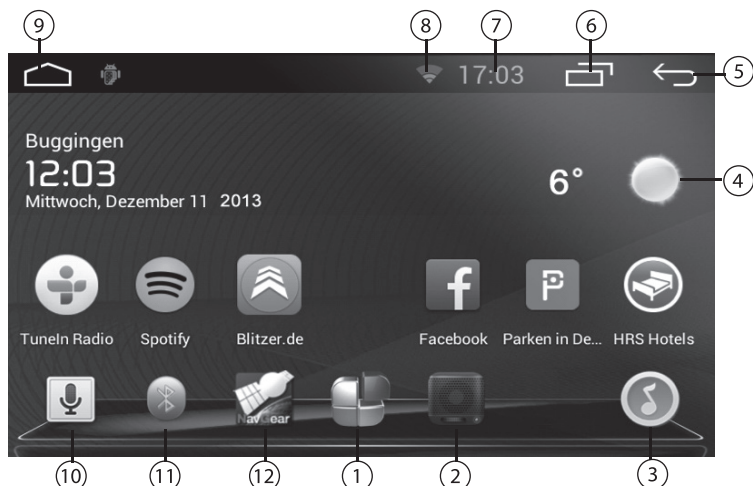 9 8 7 6
17:03
5
Buggingen
12:03
Mittwoch, Dezember 11 2013
6°
4
TuneIn Radio Spotify Blitzer.de Facebook Parken in De... HRS Hotels
NavGear
10 11 12 1 2 3